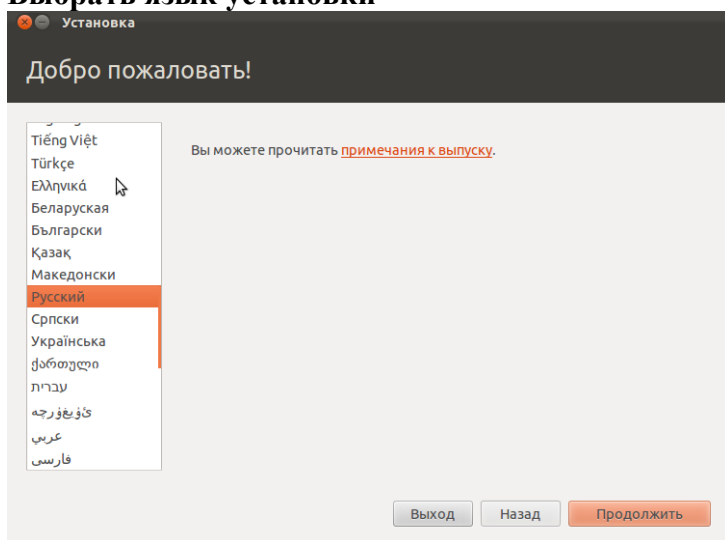 Выбрать язык установки
Установка
Добро пожаловать!
Tiếng Việt
Türkçe
Ελληνικά
Беларуская
Български
Қазақ
Македонски
Русский
Српски
Українська
ქართული
עברית
ئۇيغۇرچە
عربي
فارسی
Вы можете прочитать примечания к выпуску.
Выход
Назад
Продолжить